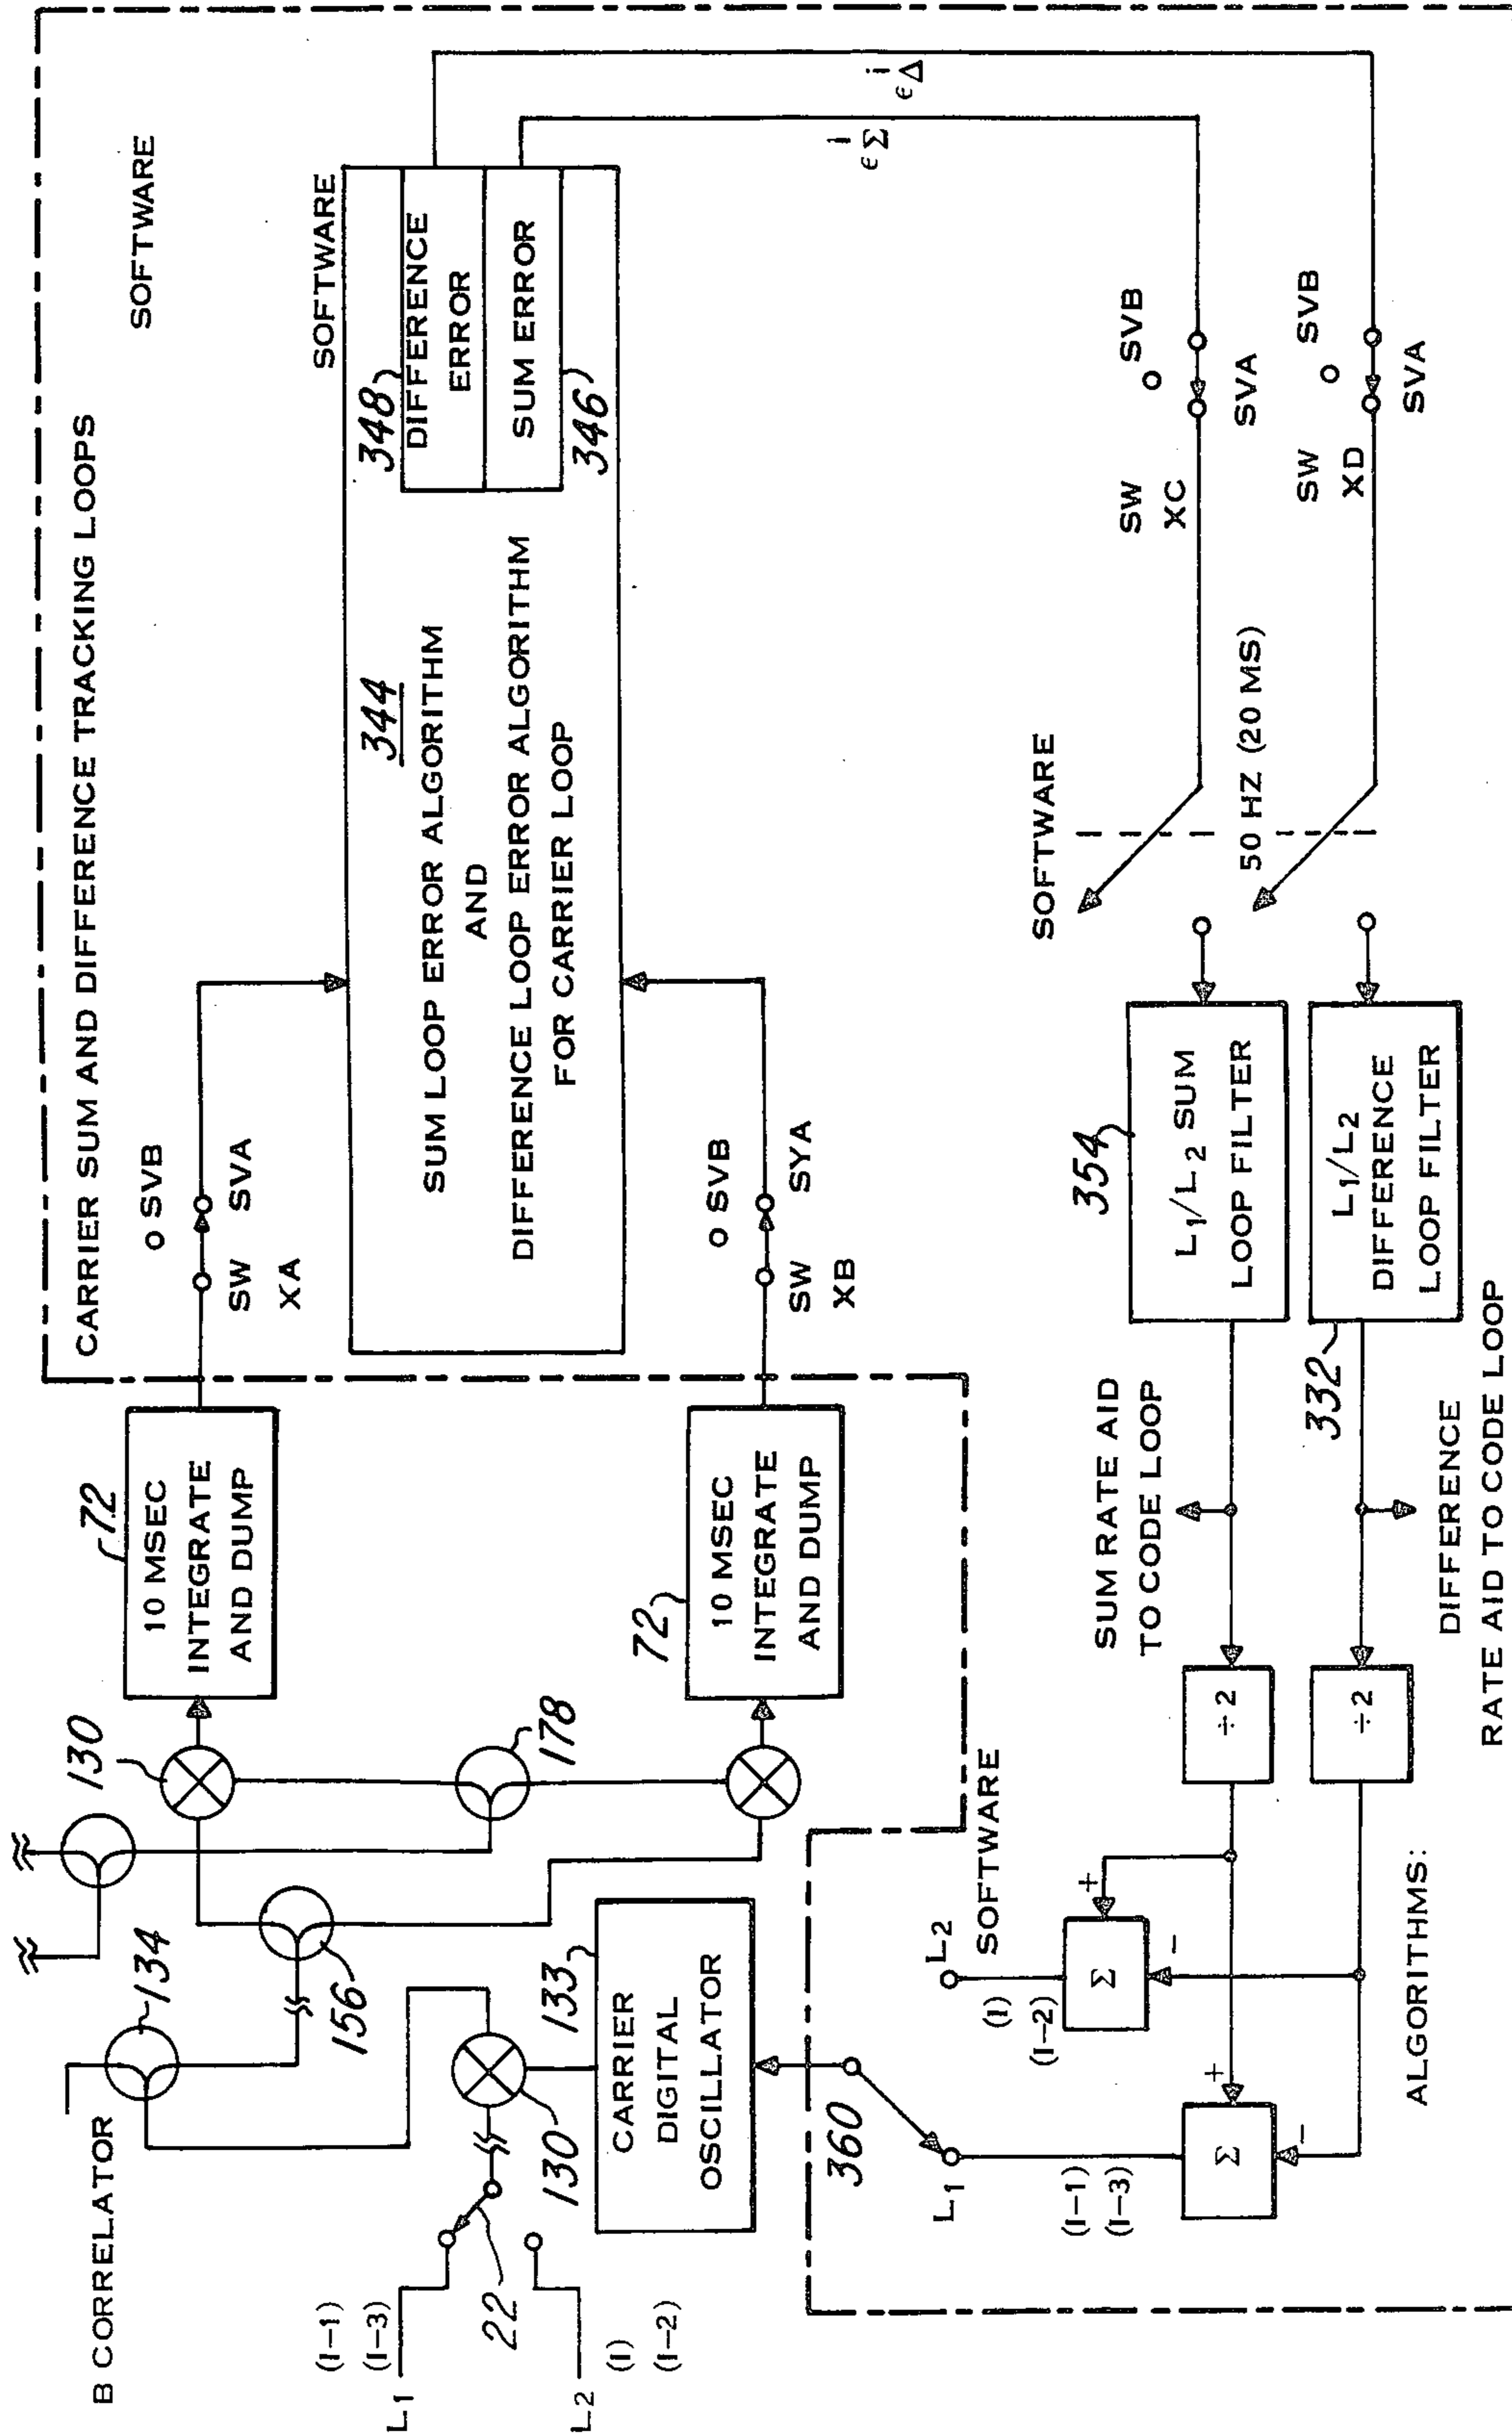 CARRIER SUM AND DIFFERENCE TRACKING LOOPS
SOFTWARE
B CORRELATOR
134
130
72
10 MSEC
INTEGRATE
AND DUMP
SW
XA
SVB
SVA
SOFTWARE
344
SUM LOOP ERROR ALGORITHM
AND
DIFFERENCE LOOP ERROR ALGORITHM
FOR CARRIER LOOP
348
DIFFERENCE
ERROR
SUM ERROR
346
ϵ Δ i
ϵ Σ i
156
178
72
10 MSEC
INTEGRATE
AND DUMP
SW
XB
SVB
SYA
(I-1)
(I-3)
L1
22
L2
(I)
(I-2)
130
133
CARRIER
DIGITAL
OSCILLATOR
360
SOFTWARE
L2
(I)
(I-2)
Σ
+
-
L1
(I-1)
(I-3)
Σ
+
-
÷2
÷2
SUM RATE AID
TO CODE LOOP
354
L1/L2 SUM
LOOP FILTER
332
L1/L2
DIFFERENCE
LOOP FILTER
SOFTWARE
50 HZ (20 MS)
SW
XC
SVB
SVA
SW
XD
SVB
SVA
ALGORITHMS:
DIFFERENCE
RATE AID TO CODE LOOP